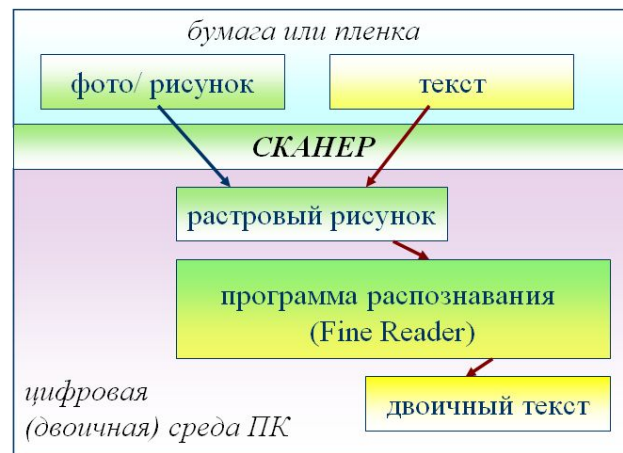 бумага или пленка
фото/ рисунок
текст
СКАНЕР
растровый рисунок
программа распознавания
(Fine Reader)
двоичный текст
цифровая
(двоичная) среда ПК